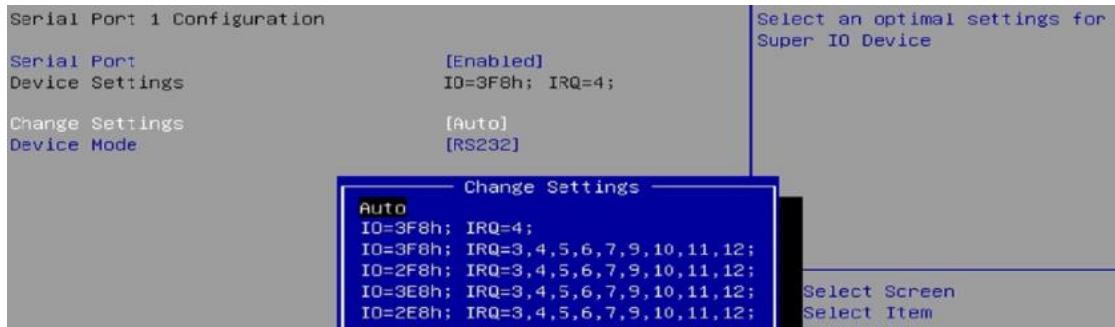 Serial Port 1 Configuration
Select an optimal settings for
Super IO Device
Serial Port [Enabled]
Device Settings IO=3F8h; IRQ=4;
Change Settings [Auto]
Device Mode [RS232]
Change Settings
Auto
IO=3F8h; IRQ=4;
IO=3F8h; IRQ=3,4,5,6,7,9,10,11,12;
IO=2F8h; IRQ=3,4,5,6,7,9,10,11,12;
IO=3E8h; IRQ=3,4,5,6,7,9,10,11,12;
IO=2E8h; IRQ=3,4,5,6,7,9,10,11,12;
Select Screen
Select Item